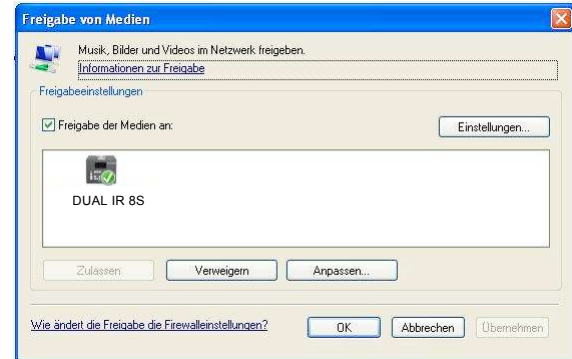 Freigabe von Medien
Musik, Bilder und Videos im Netzwerk freigeben.
Informationen zur Freigabe
Freigabeeinstellungen
Freigabe der Medien an:
Einstellungen...
DUAL IR 8S
Zulassen
Verweigern
Anpassen...
Wie ändert die Freigabe die Firewalleinstellungen?
OK
Abbrechen
Übernehmen